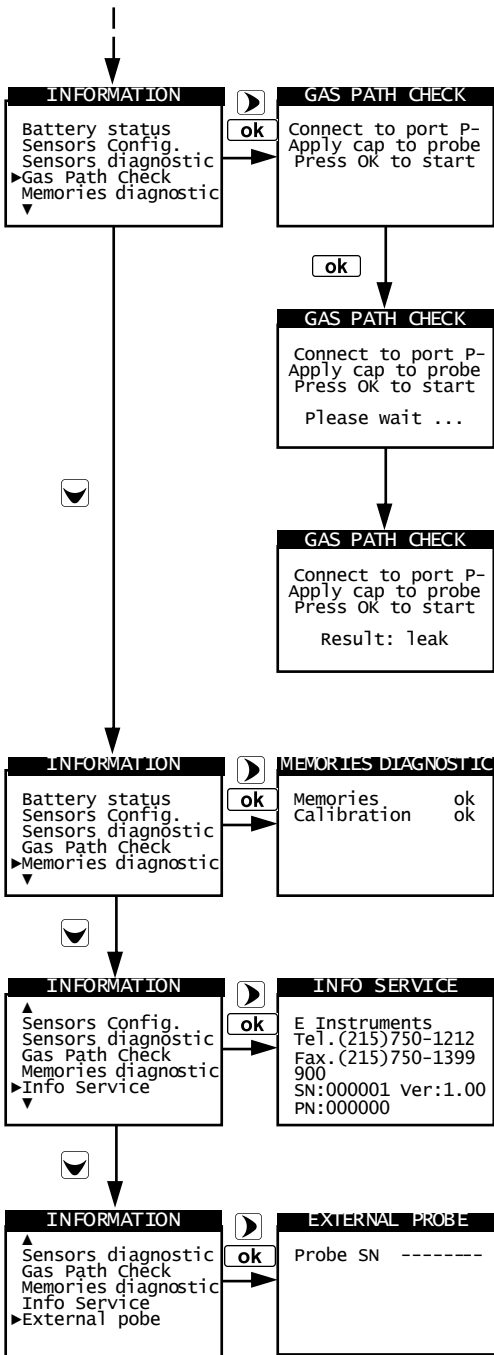 INFORMATION
Battery status
Sensors Config.
Sensors diagnostic
►Gas Path Check
Memories diagnostic
▼
ok
GAS PATH CHECK
Connect to port P-
Apply cap to probe
Press OK to start
ok
GAS PATH CHECK
Connect to port P-
Apply cap to probe
Press OK to start
Please wait ...
GAS PATH CHECK
Connect to port P-
Apply cap to probe
Press OK to start
Result: leak
INFORMATION
Battery status
Sensors Config.
Sensors diagnostic
Gas Path Check
►Memories diagnostic
▼
ok
MEMORIES DIAGNOSTIC
Memories ok
Calibration ok
INFORMATION
▲
Sensors Config.
Sensors diagnostic
Gas Path Check
Memories diagnostic
►Info Service
▼
ok
INFO SERVICE
E Instruments
Tel.(215)750-1212
Fax.(215)750-1399
900
SN:000001 Ver:1.00
PN:000000
INFORMATION
▲
Sensors diagnostic
Gas Path Check
Memories diagnostic
Info Service
►External pobe
ok
EXTERNAL PROBE
Probe SN --------